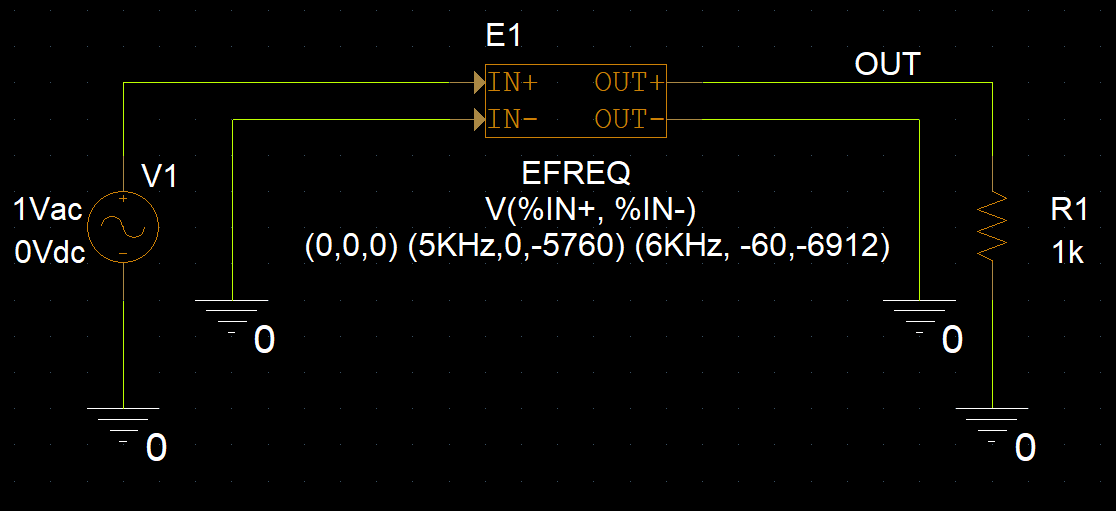 E1
IN+ OUT+
OUT
IN- OUT-
V1
EFREQ
1Vac
V(%IN+, %IN-)
R1
0Vdc
(0,0,0) (5KHz,0,-5760) (6KHz, -60,-6912)
1k
0
0
0
0